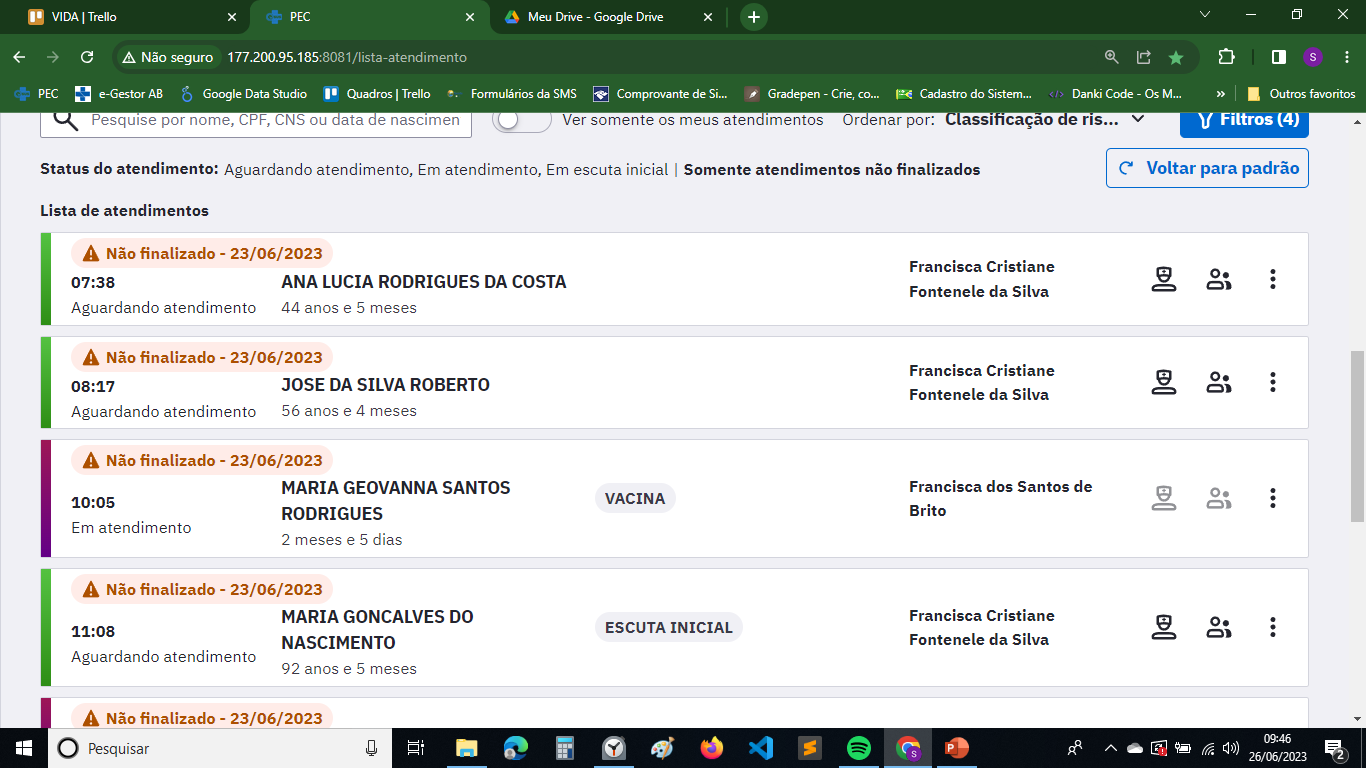 VIDA | Trello
PEC
Meu Drive - Google Drive
Não seguro
177.200.95.185:8081/lista-atendimento
S
PEC
e-Gestor AB
Google Data Studio
Quadros | Trello
Formulários da SMS
Comprovante de Si...
Gradepen - Crie, co...
Cadastro do Sistem...
Danki Code - Os M...
»
Outros favoritos
Pesquise por nome, CPF, CNS ou data de nascimen
Ver somente os meus atendimentos
Ordenar por:
Classificação de ris...
Filtros (4)
Status do atendimento: Aguardando atendimento, Em atendimento, Em escuta inicial | Somente atendimentos não finalizados
Voltar para padrão
Lista de atendimentos
Não finalizado - 23/06/2023
07:38
Aguardando atendimento
ANA LUCIA RODRIGUES DA COSTA
44 anos e 5 meses
Francisca Cristiane
Fontenele da Silva
Não finalizado - 23/06/2023
08:17
Aguardando atendimento
JOSE DA SILVA ROBERTO
56 anos e 4 meses
Francisca Cristiane
Fontenele da Silva
Não finalizado - 23/06/2023
10:05
Em atendimento
MARIA GEOVANNA SANTOS
RODRIGUES
2 meses e 5 dias
VACINA
Francisca dos Santos de
Brito
Não finalizado - 23/06/2023
11:08
Aguardando atendimento
MARIA GONCALVES DO
NASCIMENTO
92 anos e 5 meses
ESCUTA INICIAL
Francisca Cristiane
Fontenele da Silva
Não finalizado - 23/06/2023
Pesquisar
09:46
26/06/2023
2